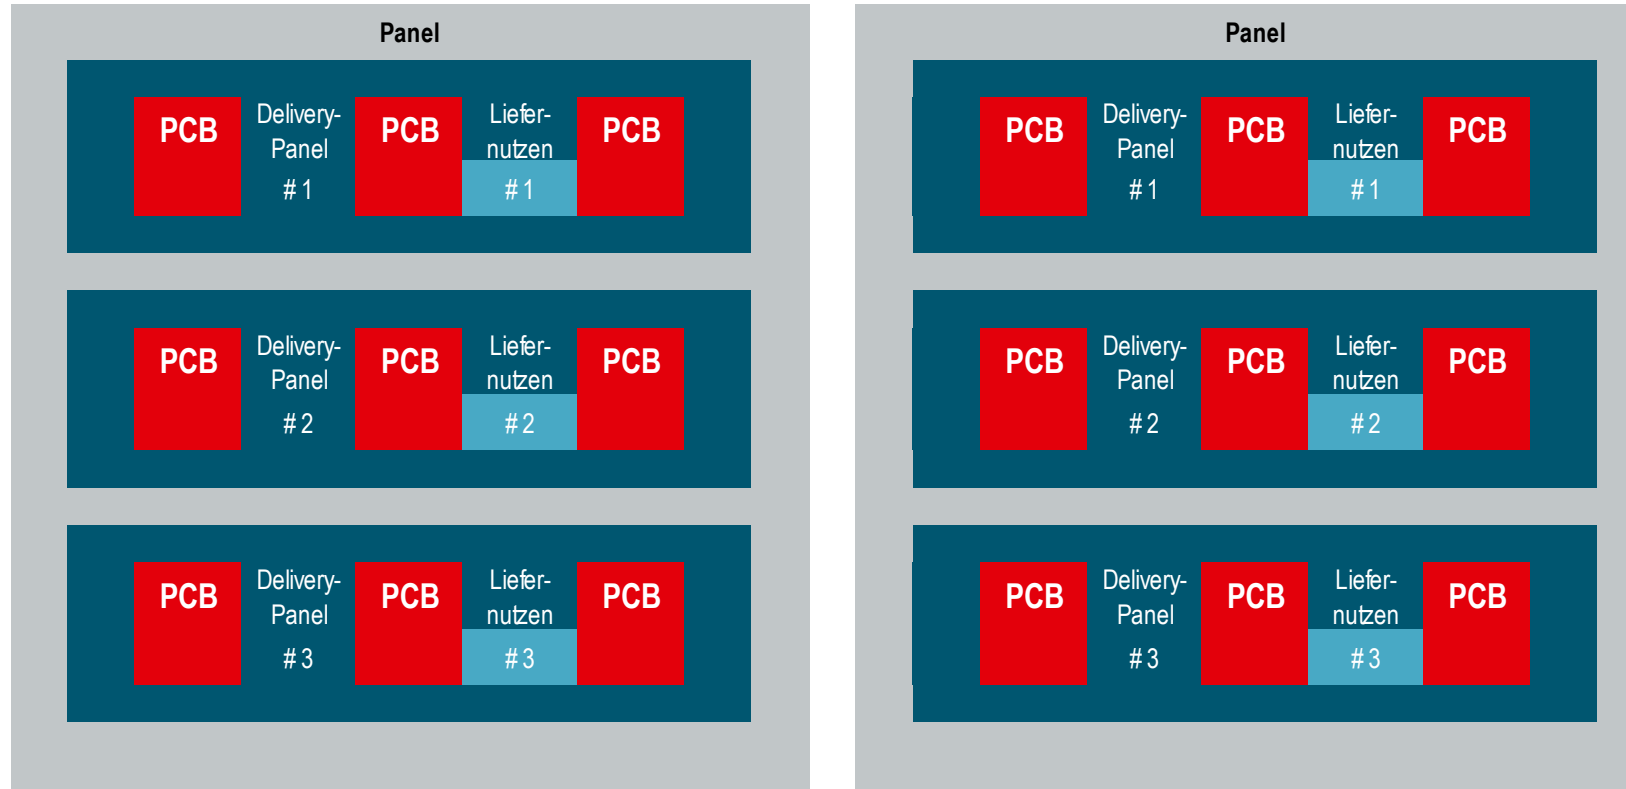 Panel
PCB
Delivery-
Panel
# 1
PCB
Liefer-
nutzen
# 1
PCB
PCB
Delivery-
Panel
# 2
PCB
Liefer-
nutzen
# 2
PCB
PCB
Delivery-
Panel
# 3
PCB
Liefer-
nutzen
# 3
PCB
Panel
PCB
Delivery-
Panel
# 1
PCB
Liefer-
nutzen
# 1
PCB
PCB
Delivery-
Panel
# 2
PCB
Liefer-
nutzen
# 2
PCB
PCB
Delivery-
Panel
# 3
PCB
Liefer-
nutzen
# 3
PCB